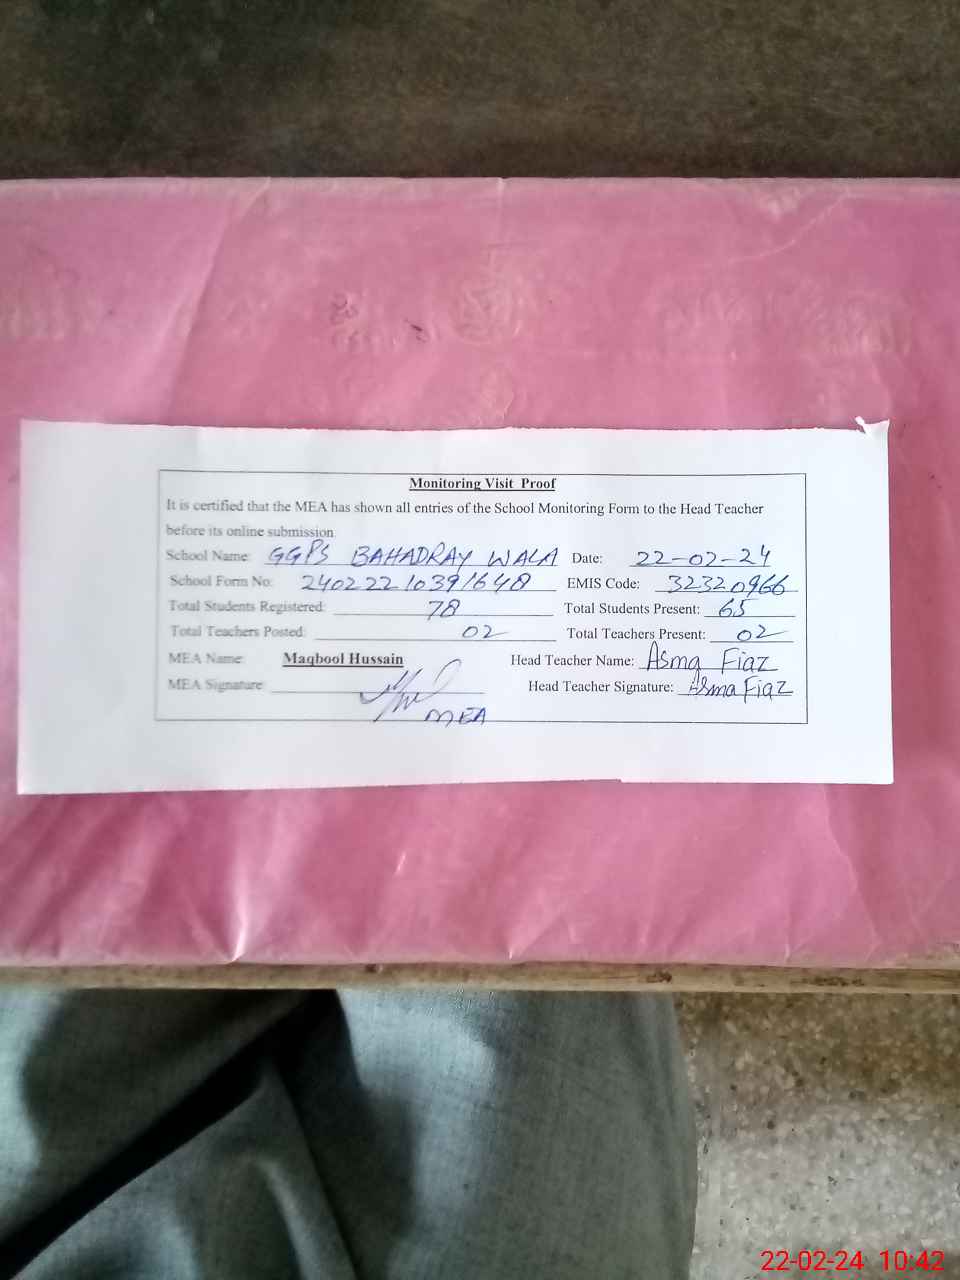 Monitoring Visit Proof
It is certified that the MEA has shown all entries of the School Monitoring Form to the Head Teacher
before its online submission.
School Name: GGPS BAHADRAY WALA Date: 22-02-24
School Form No: 24022210391648 EMIS Code: 32320966
Total Students Registered: 78 Total Students Present: 65
Total Teachers Posted: 02 Total Teachers Present: 02
MEA Name: Maqbool Hussain Head Teacher Name: Asma Fiaz
MEA Signature: Head Teacher Signature: Asma Fiaz
MEA
22-02-24 10:42